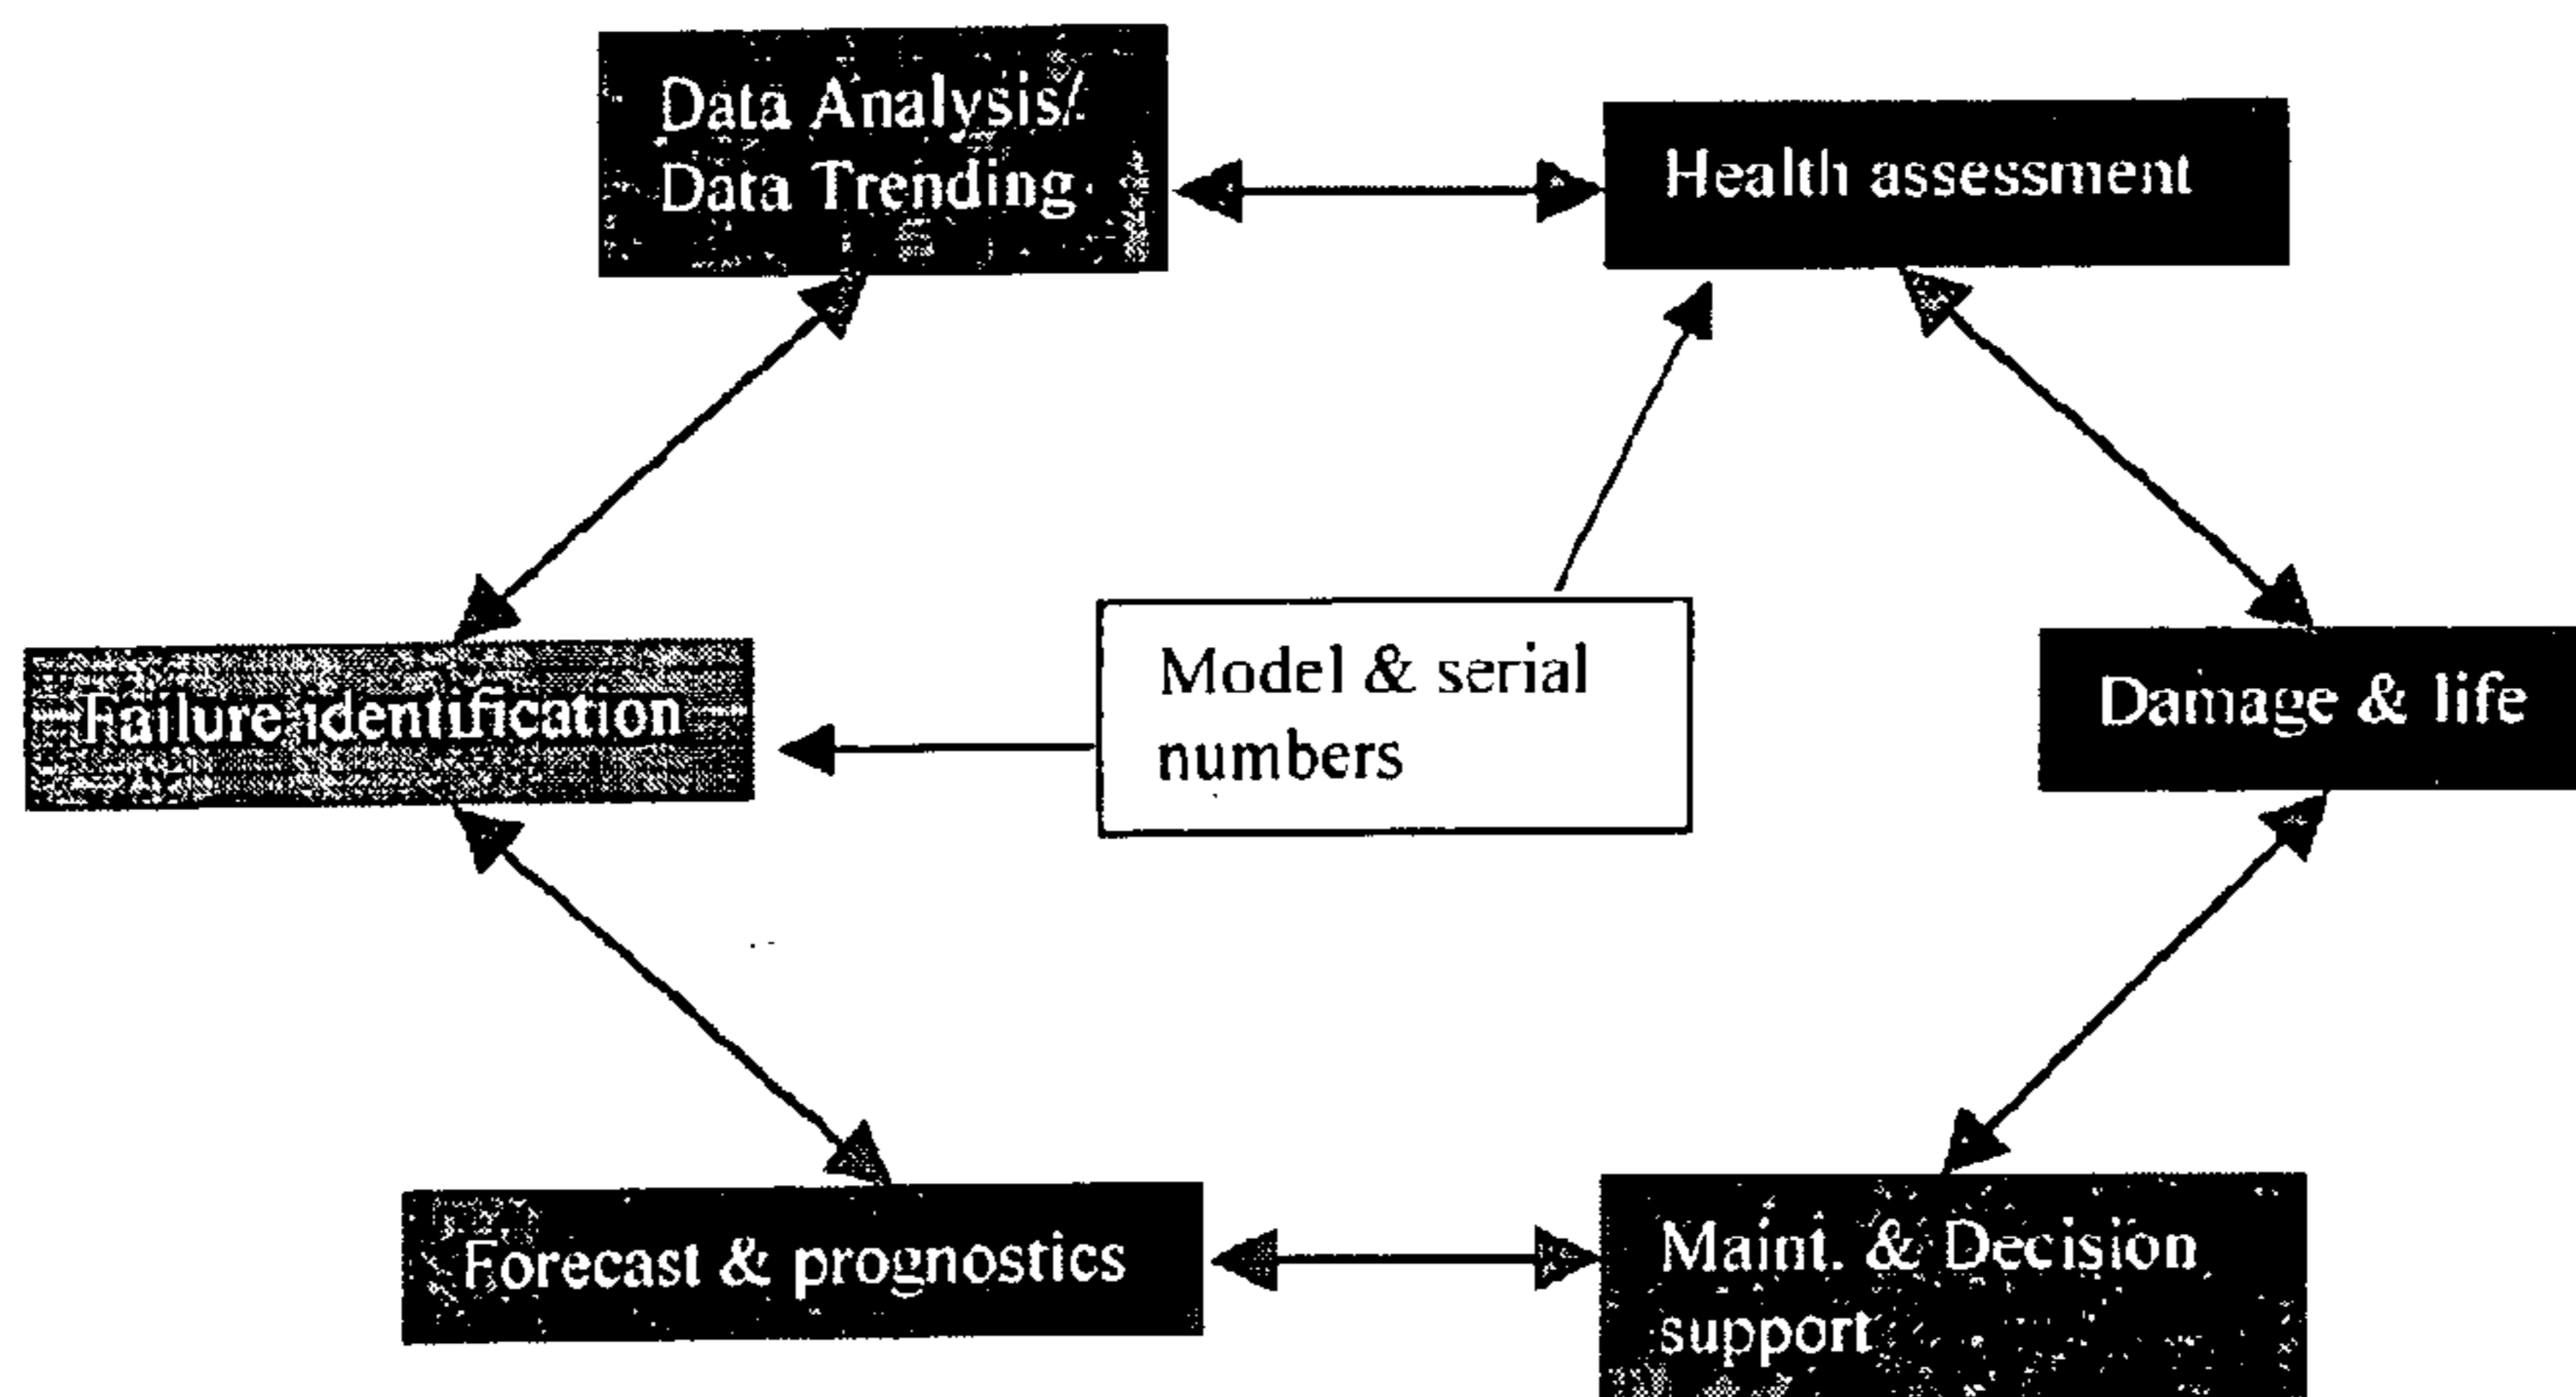 Data Analysis/
Data Trending
Health assessment
Failure identification
Model & serial
numbers
Damage & life
Forecast & prognostics
Maint. & Decision
support